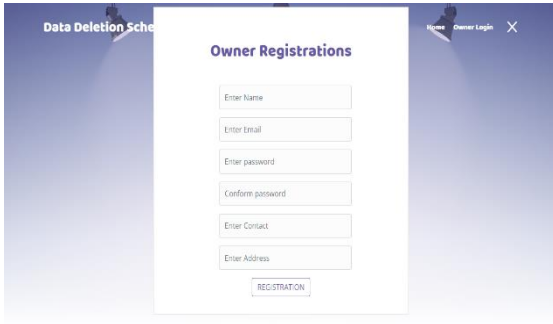 Data Deletion Sche
Home Owner Login X
Owner Registrations
Enter Name
Enter Email
Enter password
Conform password
Enter Contact
Enter Address
REGISTRATION